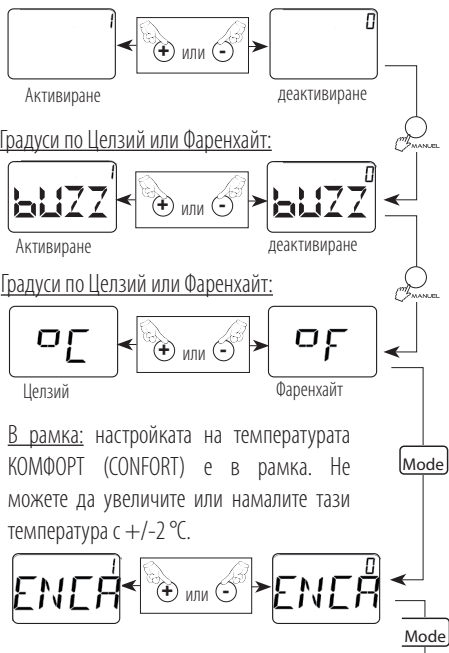 1 + или - 0
Активиране деактивиране
MANUEL
Градуси по Целзий или Фаренхайт:
1 bUZZ + или - 0 bUZZ
Активиране деактивиране
MANUEL
Градуси по Целзий или Фаренхайт:
°C + или - °F
Целзий Фаренхайт
В рамка: настройката на температурата
КОМФОРТ (CONFORT) е в рамка. Не
можете да увеличите или намалите тази
температура с +/-2 °C.
Mode
1 ENCA + или - 0 ENCA
Mode